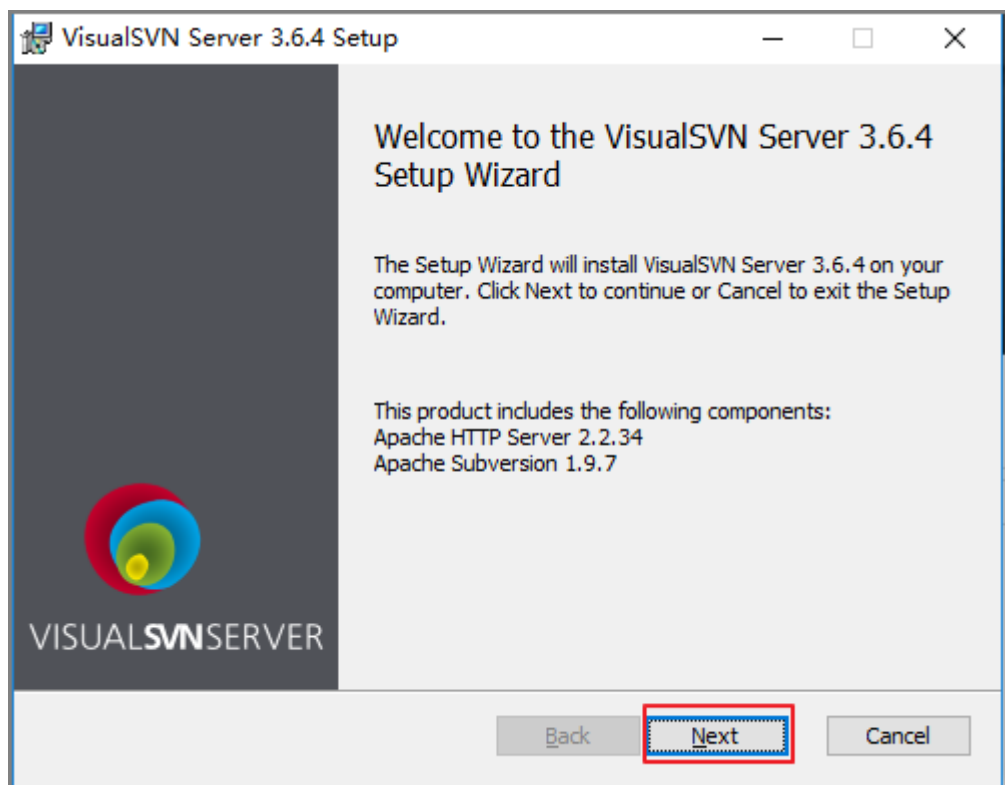 VisualSVN Server 3.6.4 Setup
Welcome to the VisualSVN Server 3.6.4
Setup Wizard
The Setup Wizard will install VisualSVN Server 3.6.4 on your
computer. Click Next to continue or Cancel to exit the Setup
Wizard.
This product includes the following components:
Apache HTTP Server 2.2.34
Apache Subversion 1.9.7
VISUALSVNSERVER
Back Next Cancel